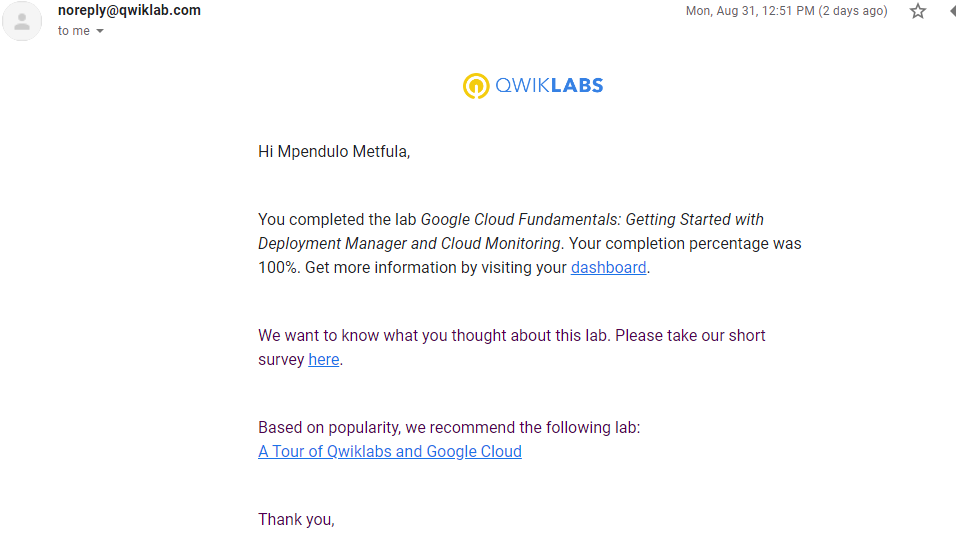 noreply@qwiklab.com
Mon, Aug 31, 12:51 PM (2 days ago)
to me
QWIKLABS
Hi Mpendulo Metfula,
You completed the lab Google Cloud Fundamentals: Getting Started with
Deployment Manager and Cloud Monitoring. Your completion percentage was
100%. Get more information by visiting your dashboard.
We want to know what you thought about this lab. Please take our short
survey here.
Based on popularity, we recommend the following lab:
A Tour of Qwiklabs and Google Cloud
Thank you,